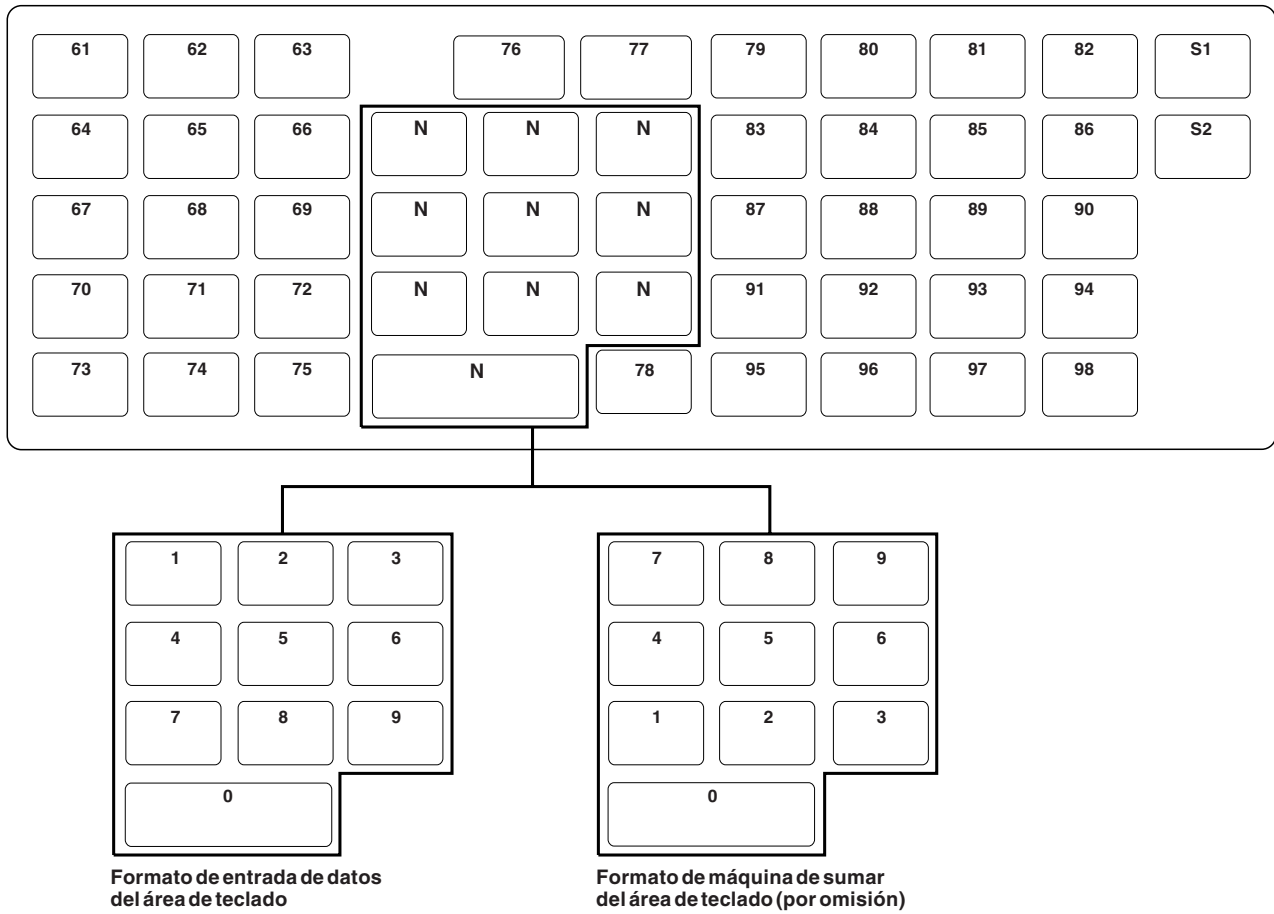 61 62 63 76 77 79 80 81 82 S1
64 65 66 N N N 83 84 85 86 S2
67 68 69 N N N 87 88 89 90
70 71 72 N N N 91 92 93 94
73 74 75 N 78 95 96 97 98
1 2 3
4 5 6
7 8 9
0
Formato de entrada de datos
del área de teclado
7 8 9
4 5 6
1 2 3
0
Formato de máquina de sumar
del área de teclado (por omisión)